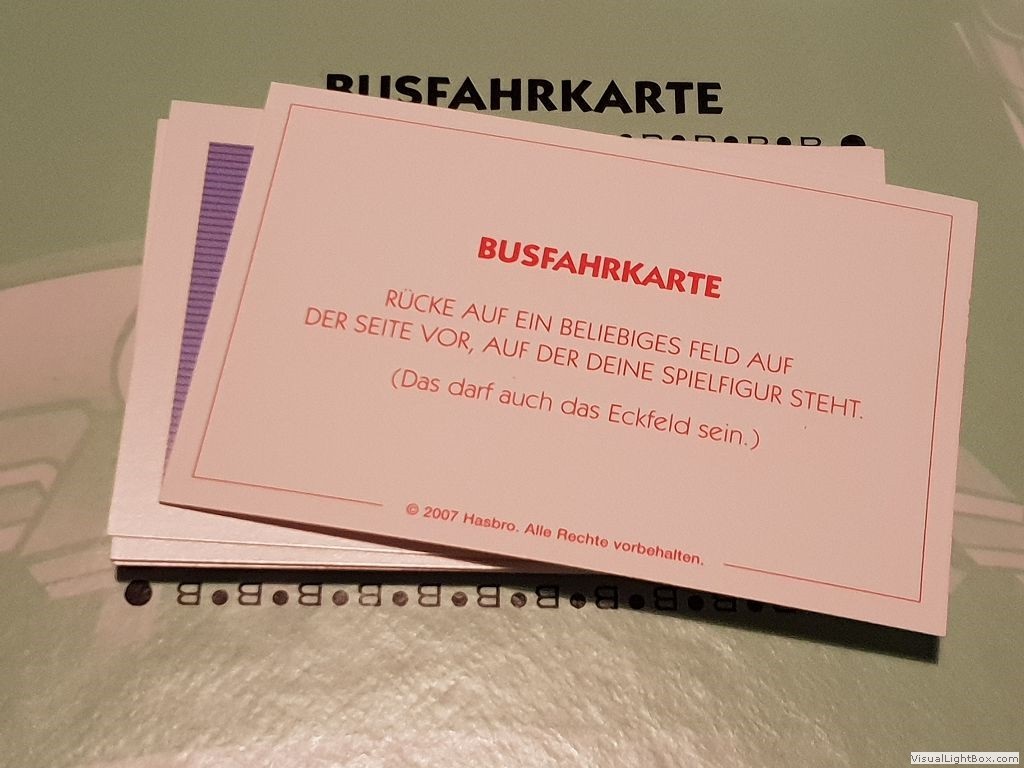 BUSFAHRKARTE
B B B B
BUSFAHRKARTE
RÜCKE AUF EIN BELIEBIGES FELD AUF
DER SEITE VOR, AUF DER DEINE SPIELFIGUR STEHT.
(Das darf auch das Eckfeld sein.)
© 2007 Hasbro. Alle Rechte vorbehalten.
B B B B B B B B B B
VisualLightBox.com